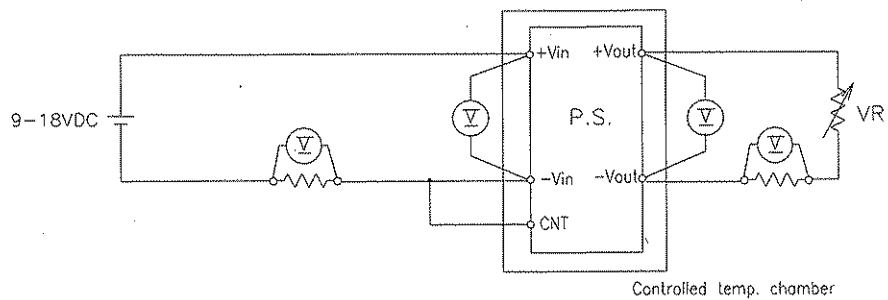 +Vin +Vout
V V
9-18VDC P.S. VR
V V
-Vin -Vout
CNT
Controlled temp. chamber